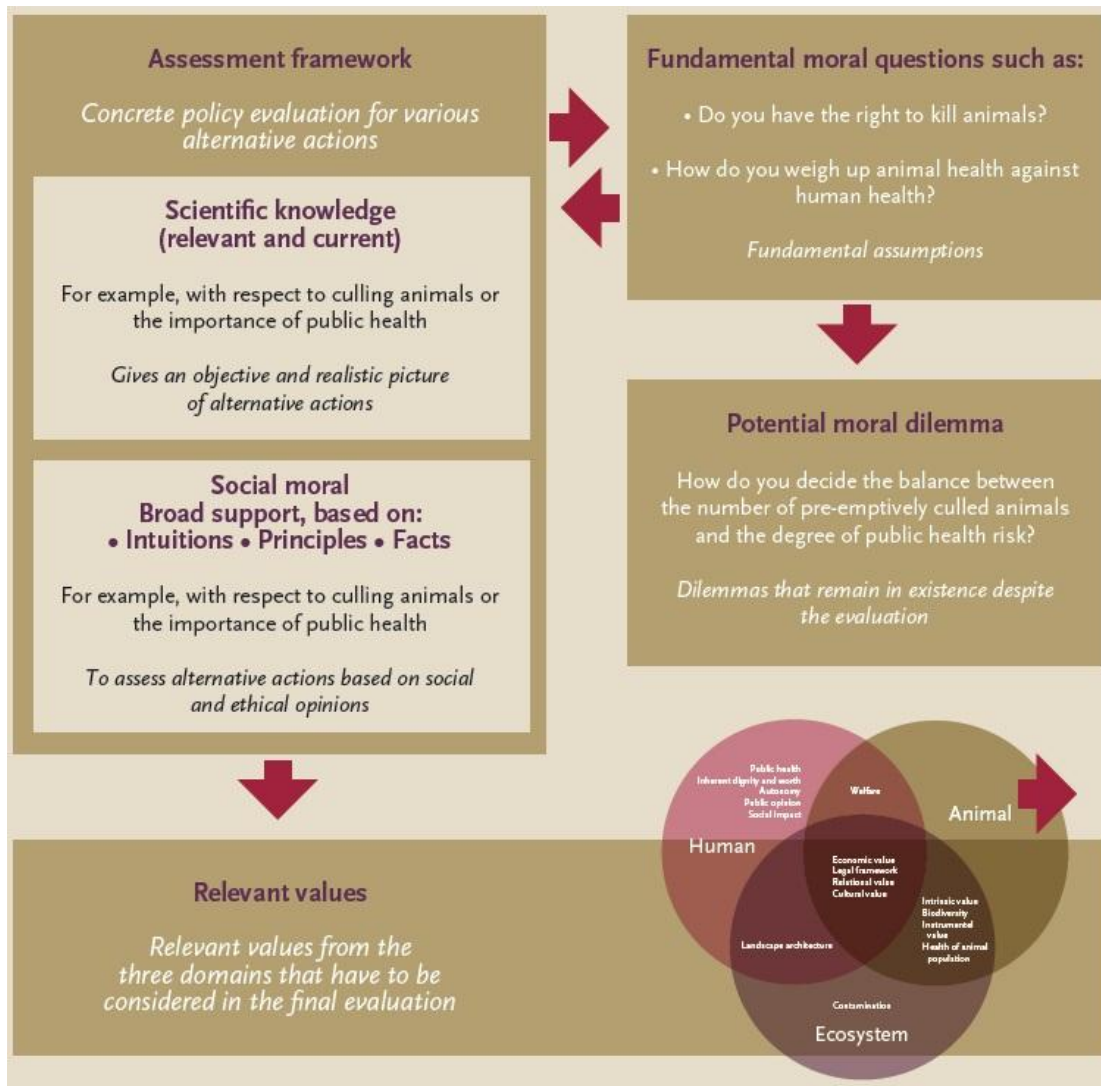 Assessment framework
Concrete policy evaluation for various
alternative actions
Scientific knowledge
(relevant and current)
For example, with respect to culling animals or
the importance of public health
Gives an objective and realistic picture
of alternative actions
Social moral
Broad support, based on:
• Intuitions • Principles • Facts
For example, with respect to culling animals or
the importance of public health
To assess alternative actions based on social
and ethical opinions
Fundamental moral questions such as:
• Do you have the right to kill animals?
• How do you weigh up animal health against
human health?
Fundamental assumptions
Potential moral dilemma
How do you decide the balance between
the number of pre-emptively culled animals
and the degree of public health risk?
Dilemmas that remain in existence despite
the evaluation
Relevant values
Relevant values from the
three domains that have to be
considered in the final evaluation
Public health
Inherent dignity and worth
Autonomy
Public opinion
Social impact
Human
Welfare
Animal
Economic value
Legal framework
Relational value
Cultural value
Intrinsic value
Biodiversity
Instrumental
value
Health of animal
population
Landscape architecture
Contamination
Ecosystem